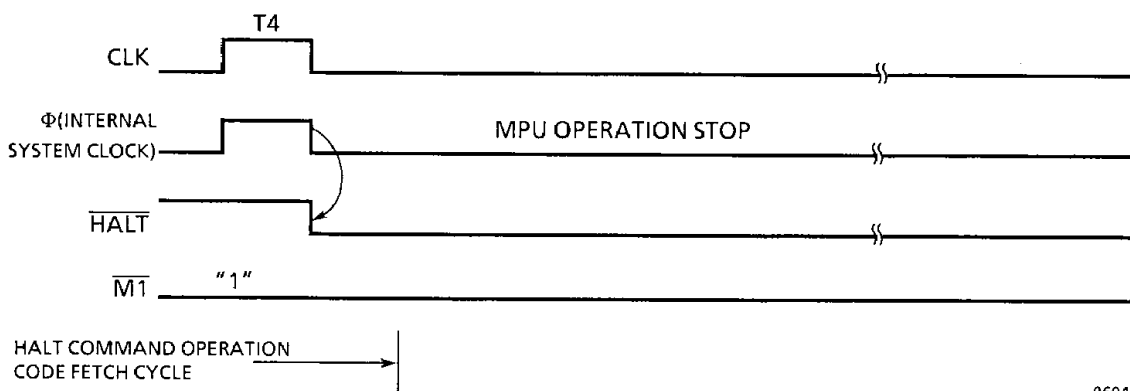 T4
CLK
Φ(INTERNAL
SYSTEM CLOCK)
MPU OPERATION STOP
HALT
M1
"1"
HALT COMMAND OPERATION
CODE FETCH CYCLE